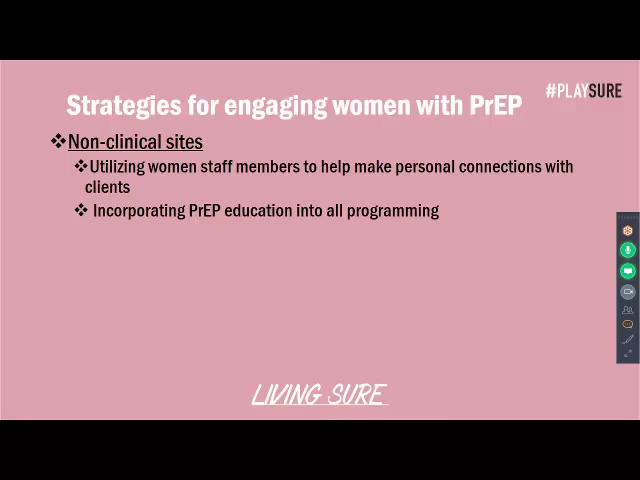 Strategies for engaging women with PrEP
#PLAYSURE
❖Non-clinical sites
❖Utilizing women staff members to help make personal connections with
clients
❖ Incorporating PrEP education into all programming
LIVING SURE